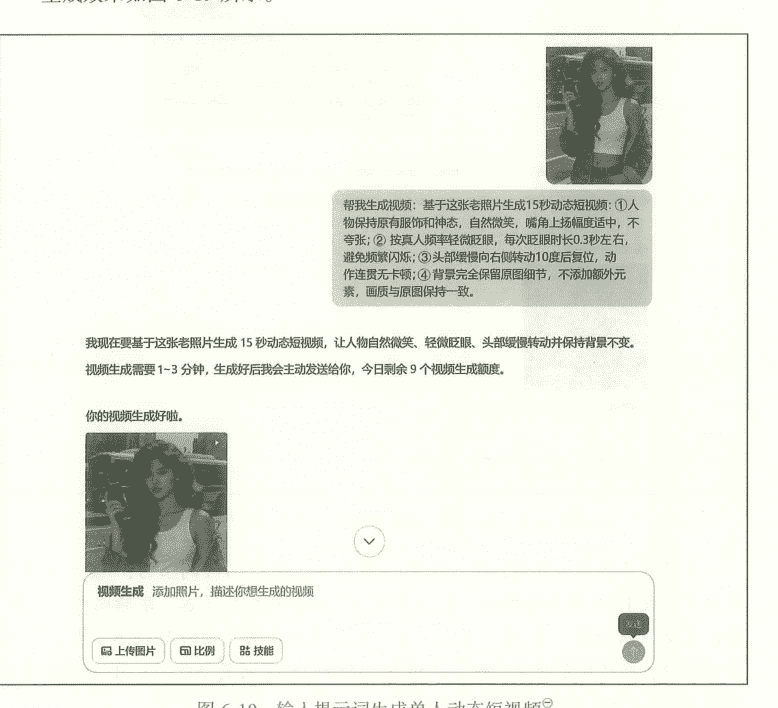 帮我生成视频：基于这张老照片生成15秒动态短视频：①人
物保持原有服饰和神态，自然微笑，嘴角上扬幅度适中，不
夸张；② 按真人频率轻微眨眼，每次眨眼时长0.3秒左右，
避免频繁闪烁；③头部缓慢向右侧转动10度后复位，动
作连贯无卡顿；④背景完全保留原图细节，不添加额外元
素，画质与原图保持一致。
我现在要基于这张老照片生成 15 秒动态短视频，让人物自然微笑、轻微眨眼、头部缓慢转动并保持背景不变。
视频生成需要 1~3 分钟，生成好后我会主动发送给你，今日剩余 9 个视频生成额度。
你的视频生成好啦。
视频生成 添加照片，描述你想生成的视频
发送
上传图片 比例 技能